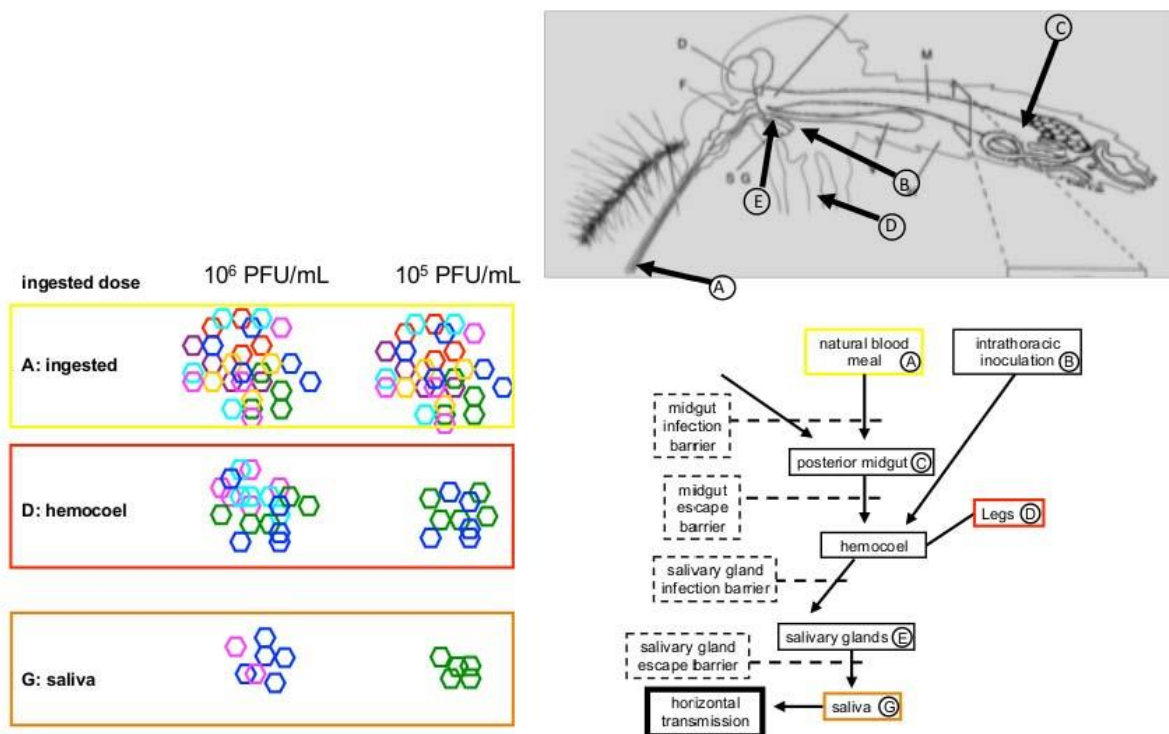 C
D
M
F
S G
B
E
D
A
ingested dose
10⁶ PFU/mL
10⁵ PFU/mL
A: ingested
D: hemocoel
G: saliva
natural blood
meal A
intrathoracic
inoculation B
midgut
infection
barrier
posterior midgut C
midgut
escape
barrier
Legs D
hemocoel
salivary gland
infection barrier
salivary glands E
salivary gland
escape barrier
horizontal
transmission
saliva G